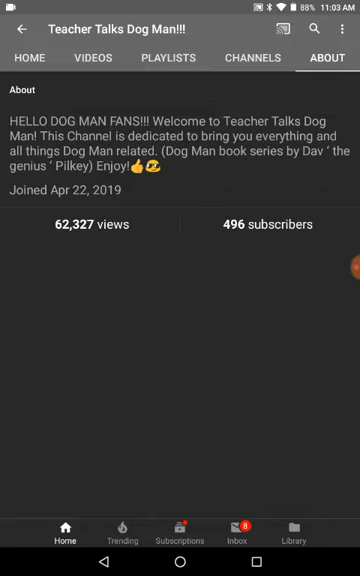 88% 11:03 AM
Teacher Talks Dog Man!!!
HOME VIDEOS PLAYLISTS CHANNELS ABOUT
About
HELLO DOG MAN FANS!!! Welcome to Teacher Talks Dog
Man! This Channel is dedicated to bring you everything and
all things Dog Man related. (Dog Man book series by Dav ‘ the
genius ‘ Pilkey) Enjoy!👍🤠
Joined Apr 22, 2019
62,327 views 496 subscribers
8
Home Trending Subscriptions Inbox Library